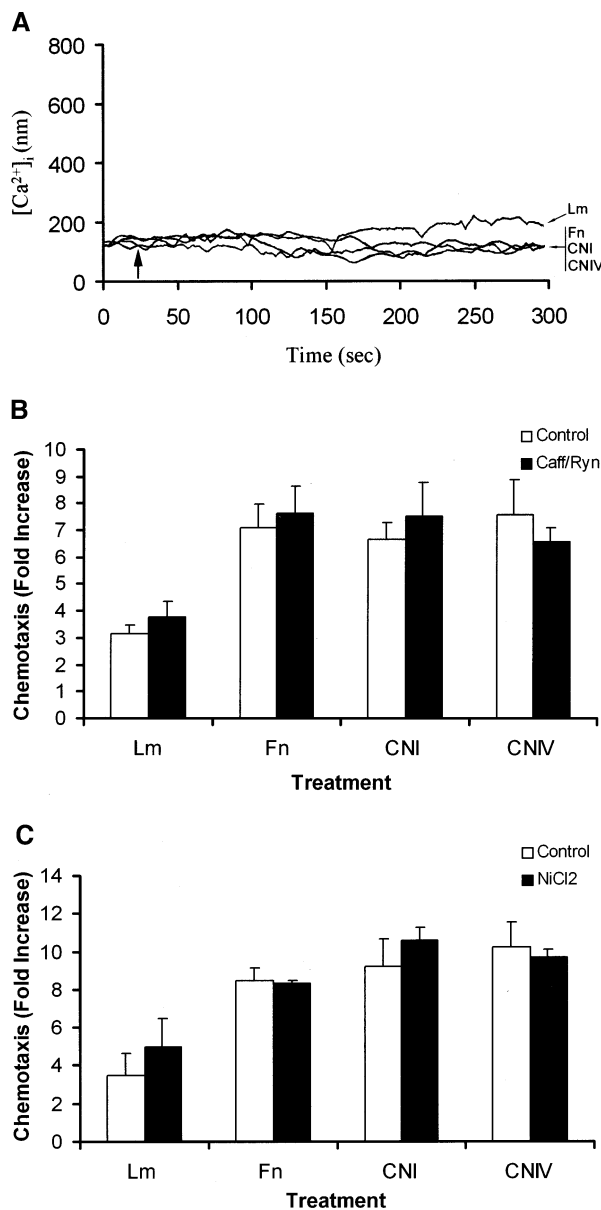 A
[Ca²⁺]ᵢ (nm)
800
600
400
200
0
Lm
Fn
CNI
CNIV
0 50 100 150 200 250 300
Time (sec)
B
Chemotaxis (Fold Increase)
10
9
8
7
6
5
4
3
2
1
0
Control
Caff/Ryn
Lm Fn CNI CNIV
Treatment
C
Chemotaxis (Fold Increase)
14
12
10
8
6
4
2
0
Control
NiCl2
Lm Fn CNI CNIV
Treatment